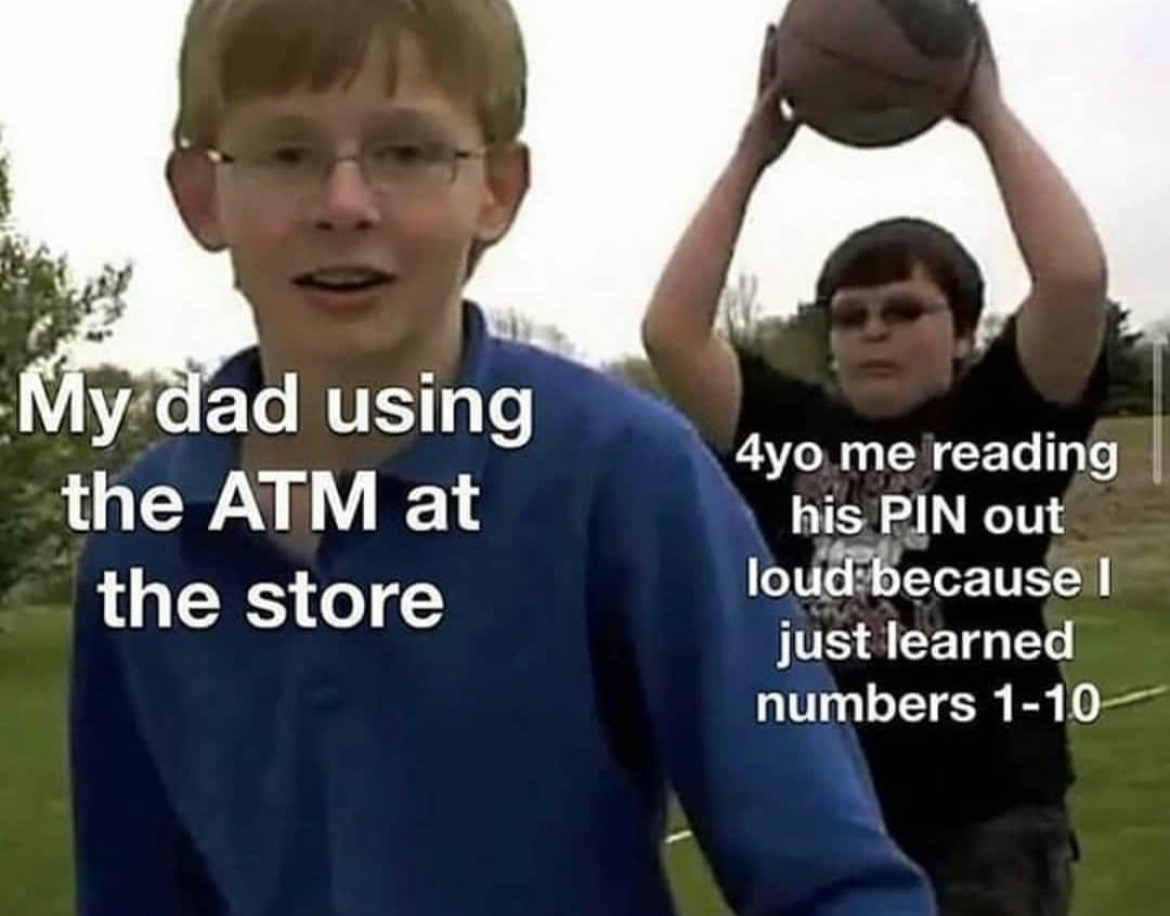 My dad using
the ATM at
the store
4yo me reading
his PIN out
loud because I
just learned
numbers 1-10